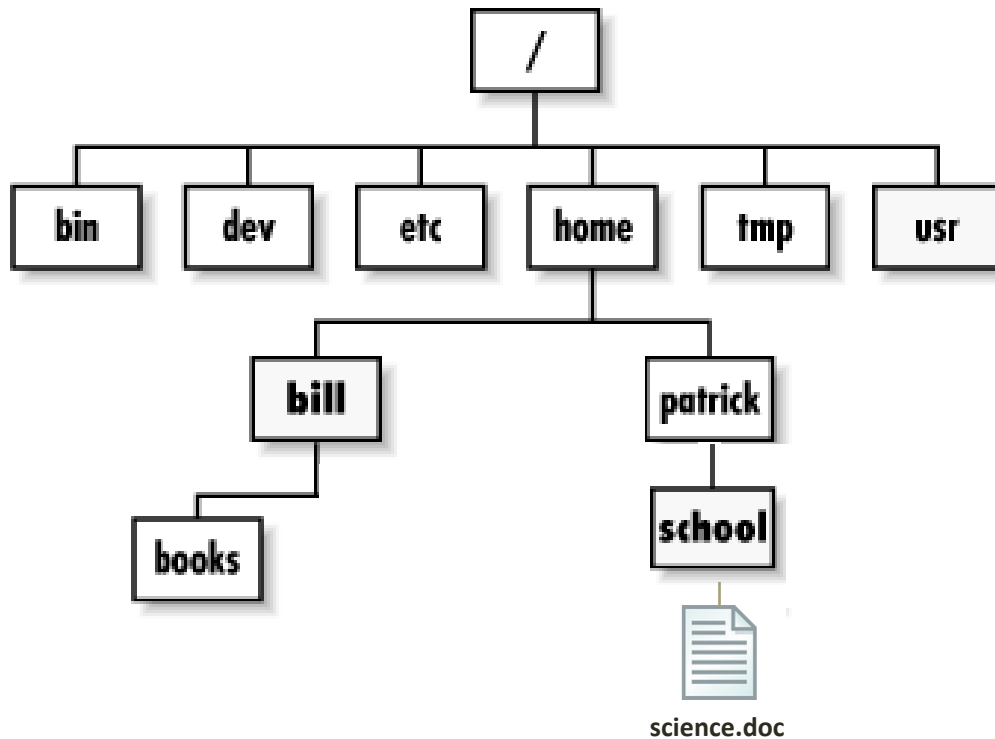 /
bin dev etc home tmp usr
bill patrick
school
books
science.doc